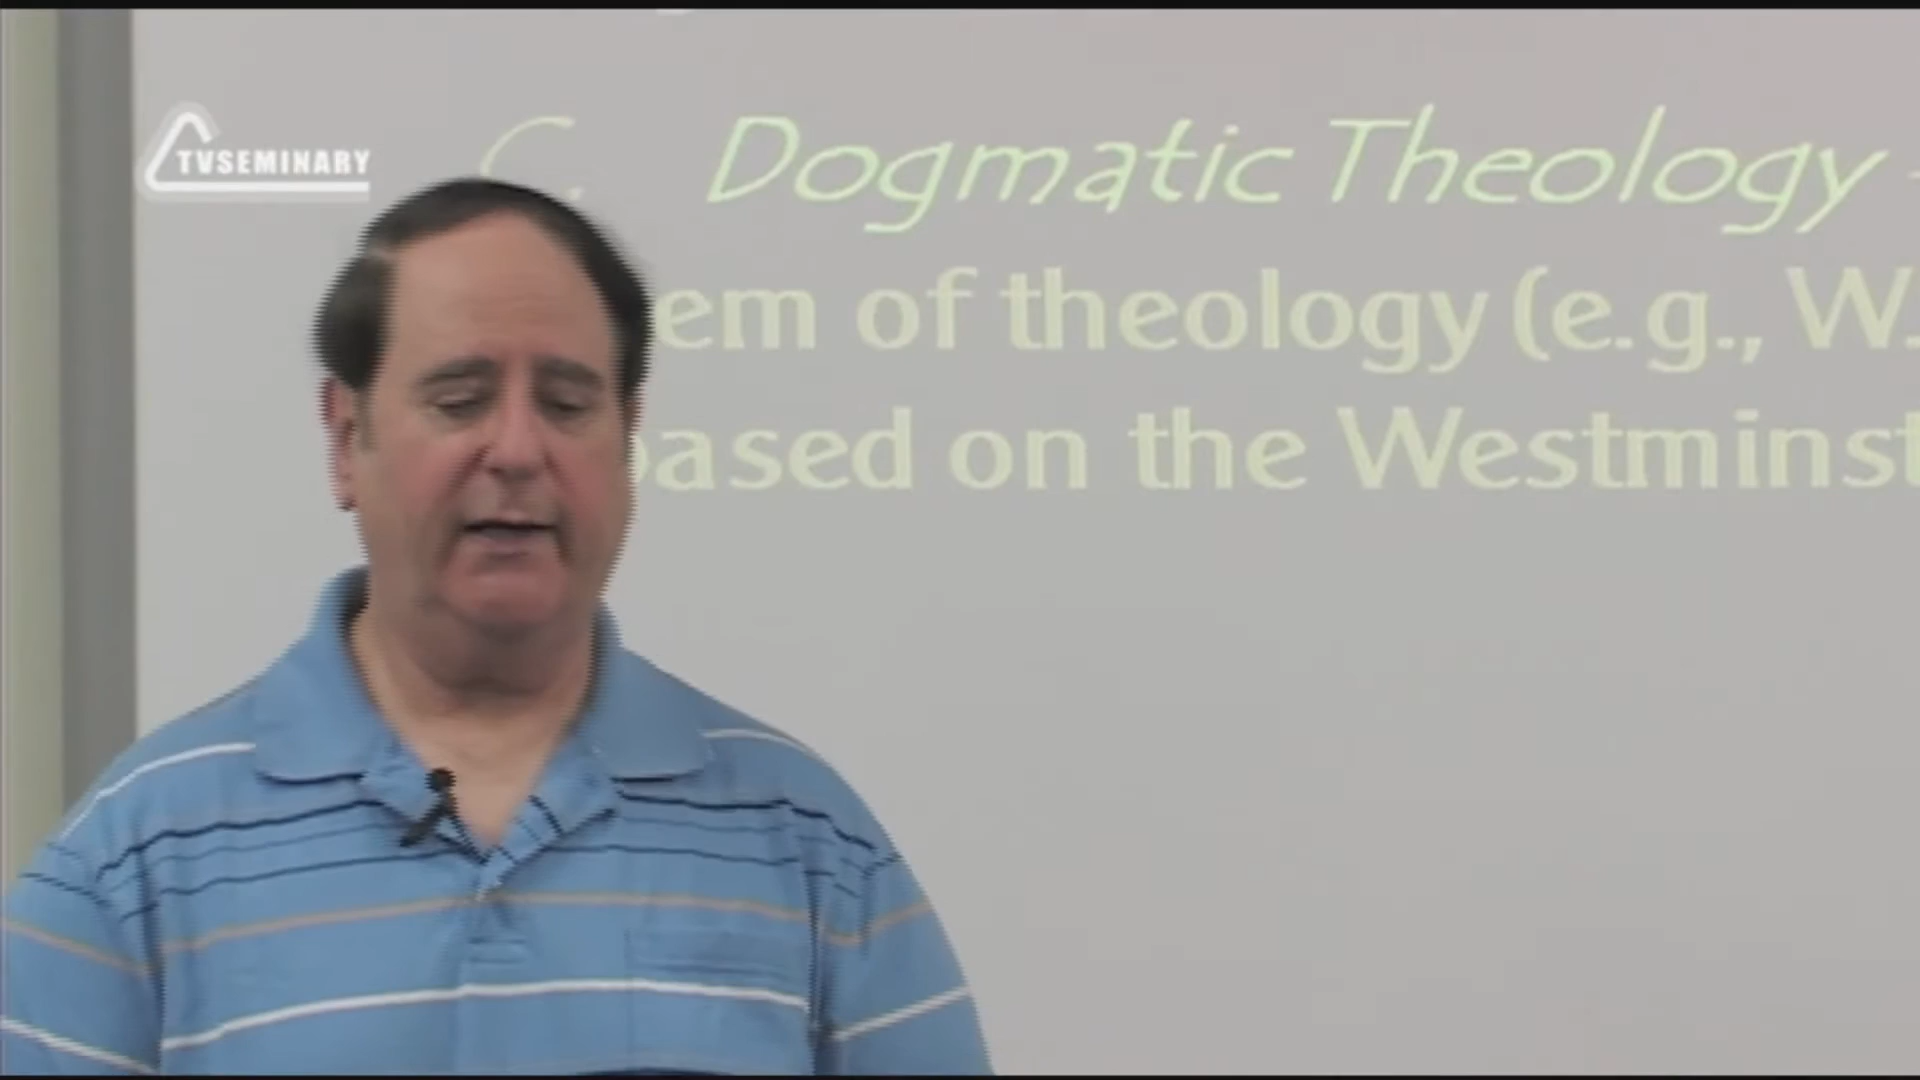 TVSEMINARY
C. Dogmatic Theology -
em of theology (e.g., W.
based on the Westminst